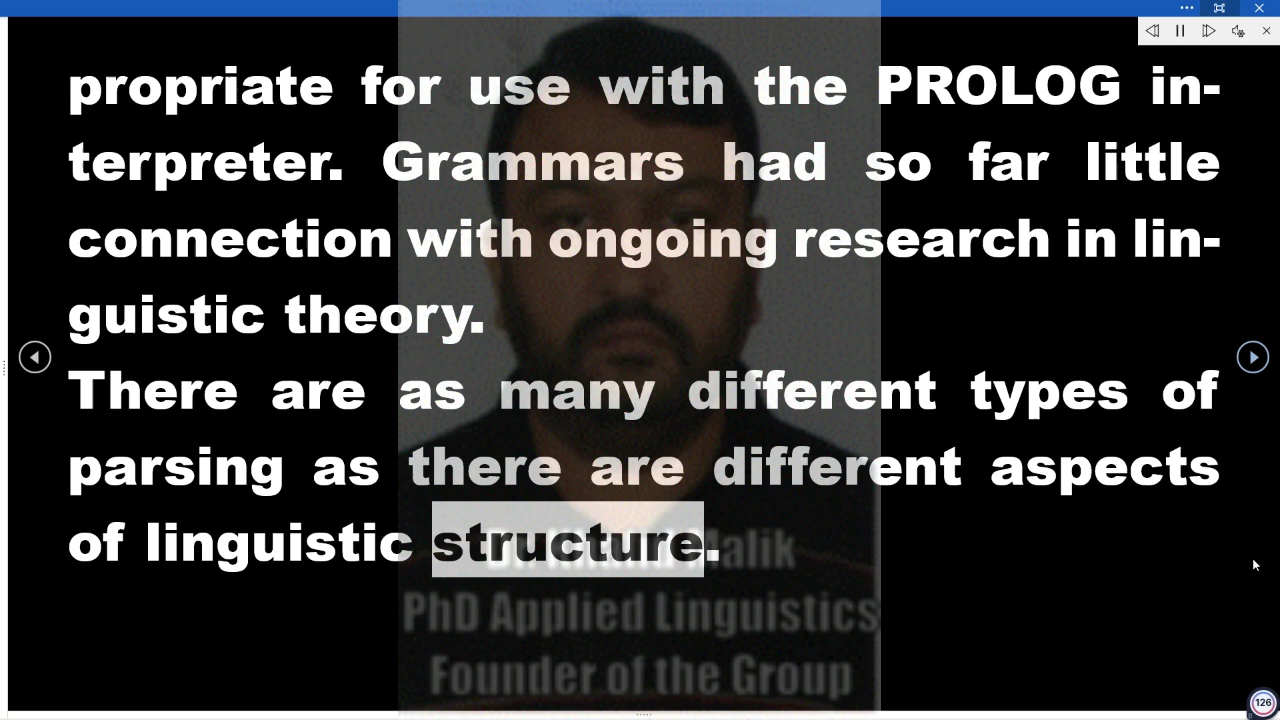 propriate for use with the PROLOG in-
terpreter. Grammars had so far little
connection with ongoing research in lin-
guistic theory.
There are as many different types of
parsing as there are different aspects
of linguistic structure.
Malik
PhD Applied Linguistics
Founder of the Group
126